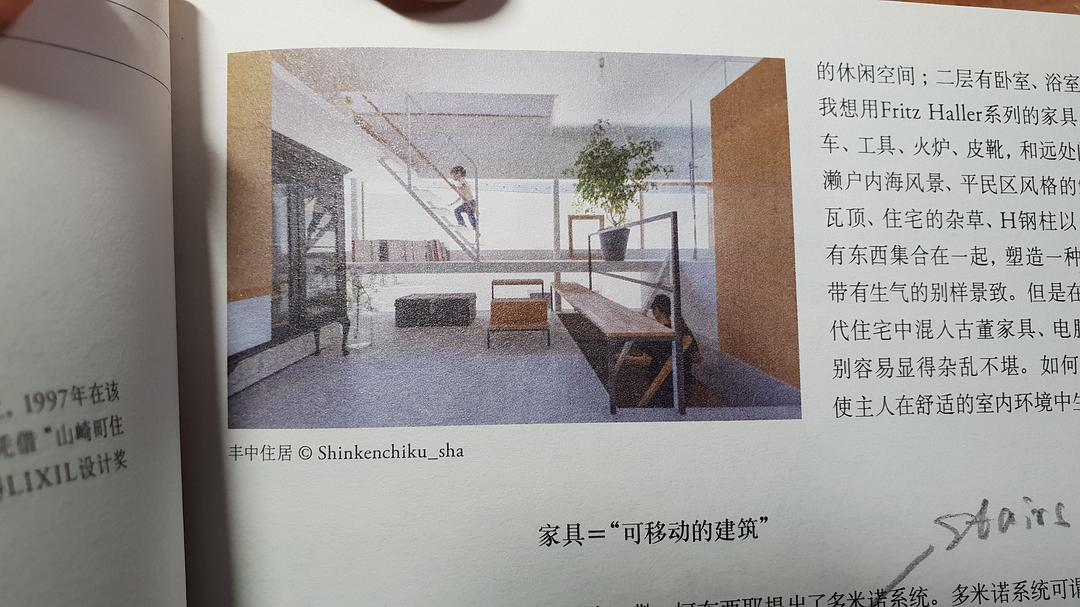 ，1997年在该
凭借“山崎町住
LIXIL设计奖
的休闲空间；二层有卧室、浴室
我想用Fritz Haller系列的家具
车、工具、火炉、皮靴，和远处
濑户内海风景、平民区风格的
瓦顶、住宅的杂草、H钢柱以
有东西集合在一起，塑造一种
带有生气的别样景致。但是在
代住宅中混入古董家具、电脑
别容易显得杂乱不堪。如何
使主人在舒适的室内环境中生
丰中住居 © Shinkenchiku_sha
家具＝“可移动的建筑”
stairs
柯布西耶提出了多米诺系统。多米诺系统可谓